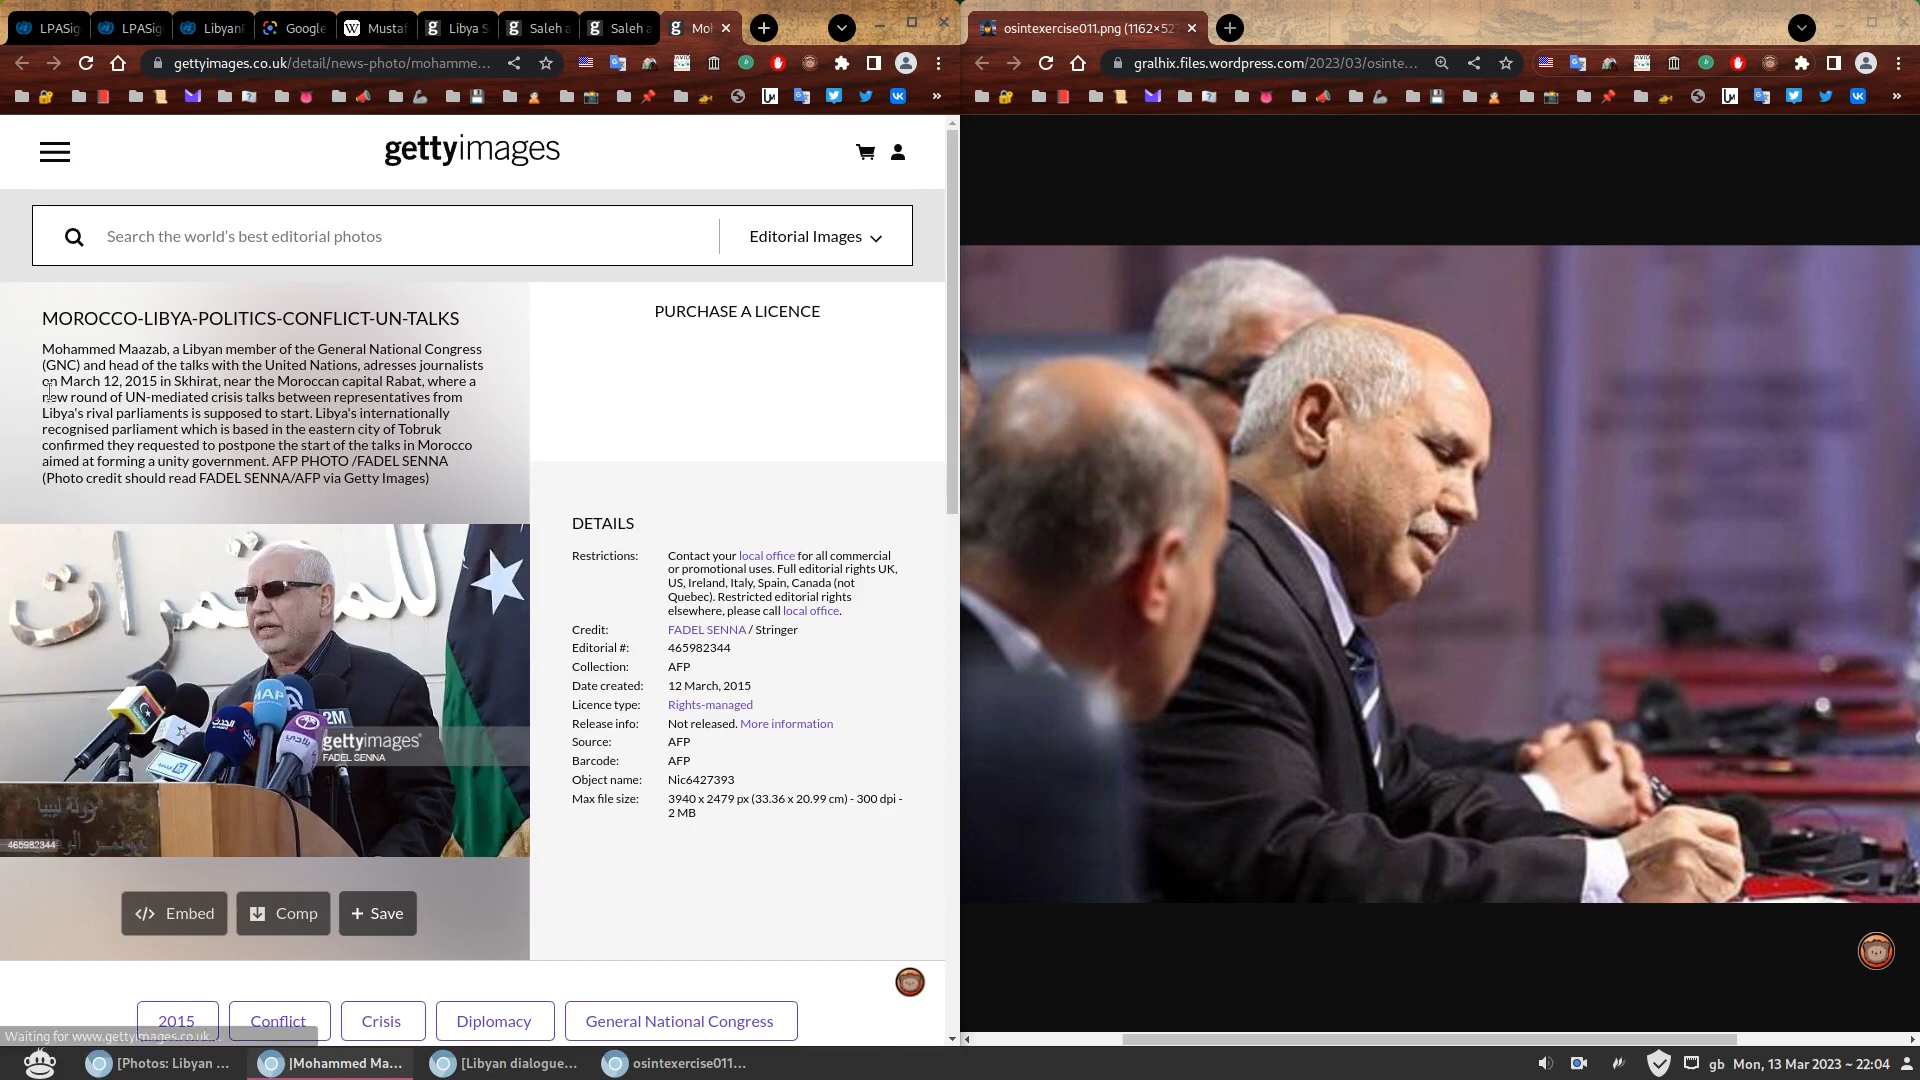 LPASig
LPASig
LibyanP
Google
Mustaf
Libya S
Saleh a
Saleh a
Mol
osintexercise011.png (1162×52
gettyimages.co.uk/detail/news-photo/mohamme...
gralhix.files.wordpress.com/2023/03/osinte...
gettyimages
Search the world's best editorial photos
Editorial Images
MOROCCO-LIBYA-POLITICS-CONFLICT-UN-TALKS
Mohammed Maazab, a Libyan member of the General National Congress
(GNC) and head of the talks with the United Nations, adresses journalists
on March 12, 2015 in Skhirat, near the Moroccan capital Rabat, where a
new round of UN-mediated crisis talks between representatives from
Libya's rival parliaments is supposed to start. Libya's internationally
recognised parliament which is based in the eastern city of Tobruk
confirmed they requested to postpone the start of the talks in Morocco
aimed at forming a unity government. AFP PHOTO /FADEL SENNA
(Photo credit should read FADEL SENNA/AFP via Getty Images)
PURCHASE A LICENCE
DETAILS
Restrictions: Contact your local office for all commercial
or promotional uses. Full editorial rights UK,
US, Ireland, Italy, Spain, Canada (not
Quebec). Restricted editorial rights
elsewhere, please call local office.
Credit: FADEL SENNA / Stringer
Editorial #: 465982344
Collection: AFP
Date created: 12 March, 2015
Licence type: Rights-managed
Release info: Not released. More information
Source: AFP
Barcode: AFP
Object name: Nic6427393
Max file size: 3940 x 2479 px (33.36 x 20.99 cm) - 300 dpi -
2 MB
للمؤتمرات
MAP
2M
gettyimages
FADEL SENNA
دولة ليبيا
465982344
Embed
Comp
+ Save
2015
Conflict
Crisis
Diplomacy
General National Congress
Waiting for www.gettyimages.co.uk...
[Photos: Libyan ...
|Mohammed Ma...
[Libyan dialogue...
osintexercise011...
gb Mon, 13 Mar 2023 ~ 22:04